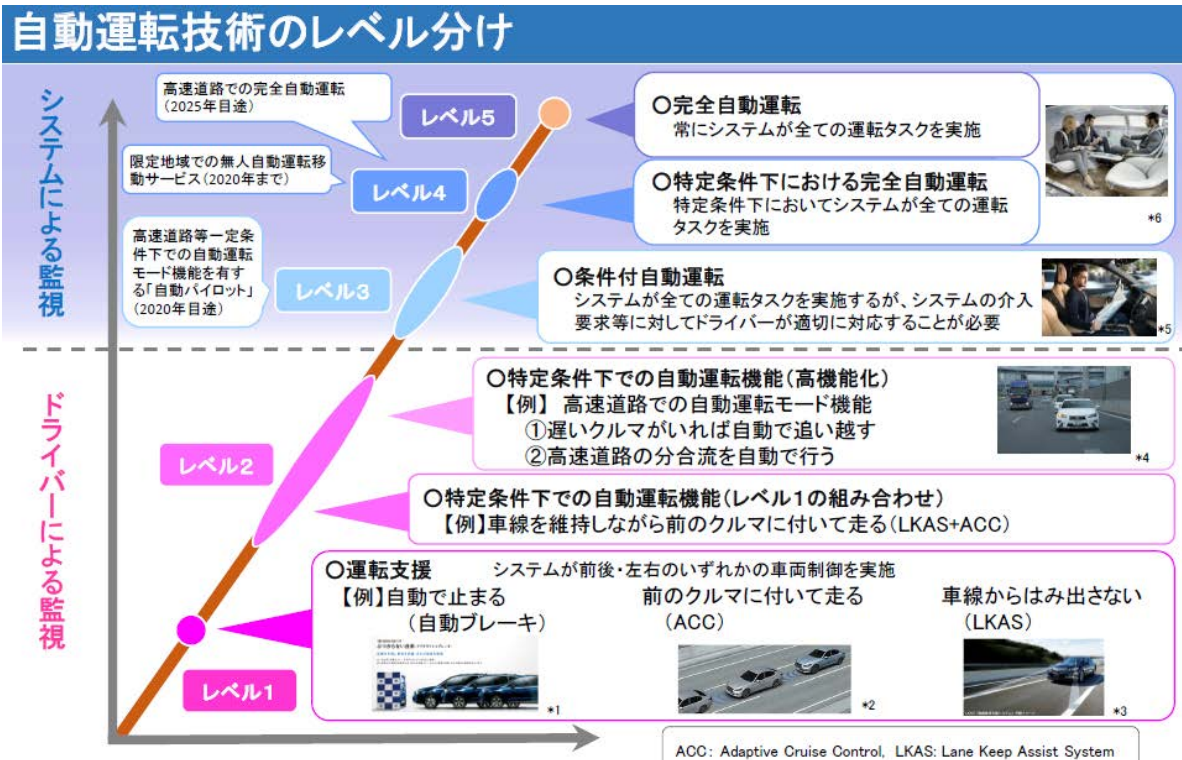 自動運転技術のレベル分け
システムによる監視
高速道路での完全自動運転
(2025年目途)
レベル5
〇完全自動運転
常にシステムが全ての運転タスクを実施
限定地域での無人自動運転移
動サービス(2020年まで)
レベル4
〇特定条件下における完全自動運転
特定条件下においてシステムが全ての運転
タスクを実施
*6
高速道路等一定条
件下での自動運転
モード機能を有す
る「自動パイロット」
(2020年目途)
レベル3
〇条件付自動運転
システムが全ての運転タスクを実施するが、システムの介入
要求等に対してドライバーが適切に対応することが必要
*5
ドライバーによる監視
〇特定条件下での自動運転機能(高機能化)
【例】 高速道路での自動運転モード機能
①遅いクルマがいれば自動で追い越す
②高速道路の分合流を自動で行う
*4
レベル2
〇特定条件下での自動運転機能(レベル1の組み合わせ)
【例】車線を維持しながら前のクルマに付いて走る(LKAS+ACC)
〇運転支援 システムが前後・左右のいずれかの車両制御を実施
【例】自動で止まる
(自動ブレーキ)
*1
前のクルマに付いて走る
(ACC)
*2
車線からはみ出さない
(LKAS)
*3
レベル1
ACC: Adaptive Cruise Control, LKAS: Lane Keep Assist System